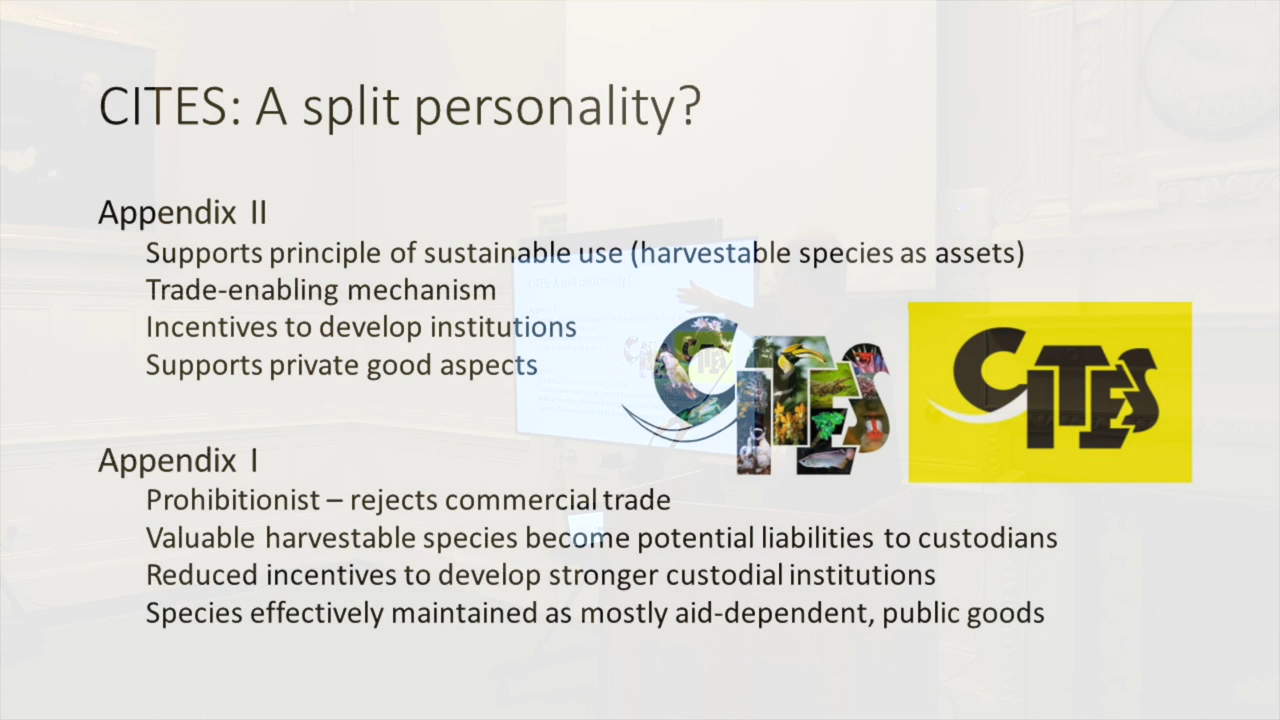 CITES: A split personality?
Appendix II
Supports principle of sustainable use (harvestable species as assets)
Trade-enabling mechanism
Incentives to develop institutions
Supports private good aspects
CITES
CITES
Appendix I
Prohibitionist – rejects commercial trade
Valuable harvestable species become potential liabilities to custodians
Reduced incentives to develop stronger custodial institutions
Species effectively maintained as mostly aid-dependent, public goods